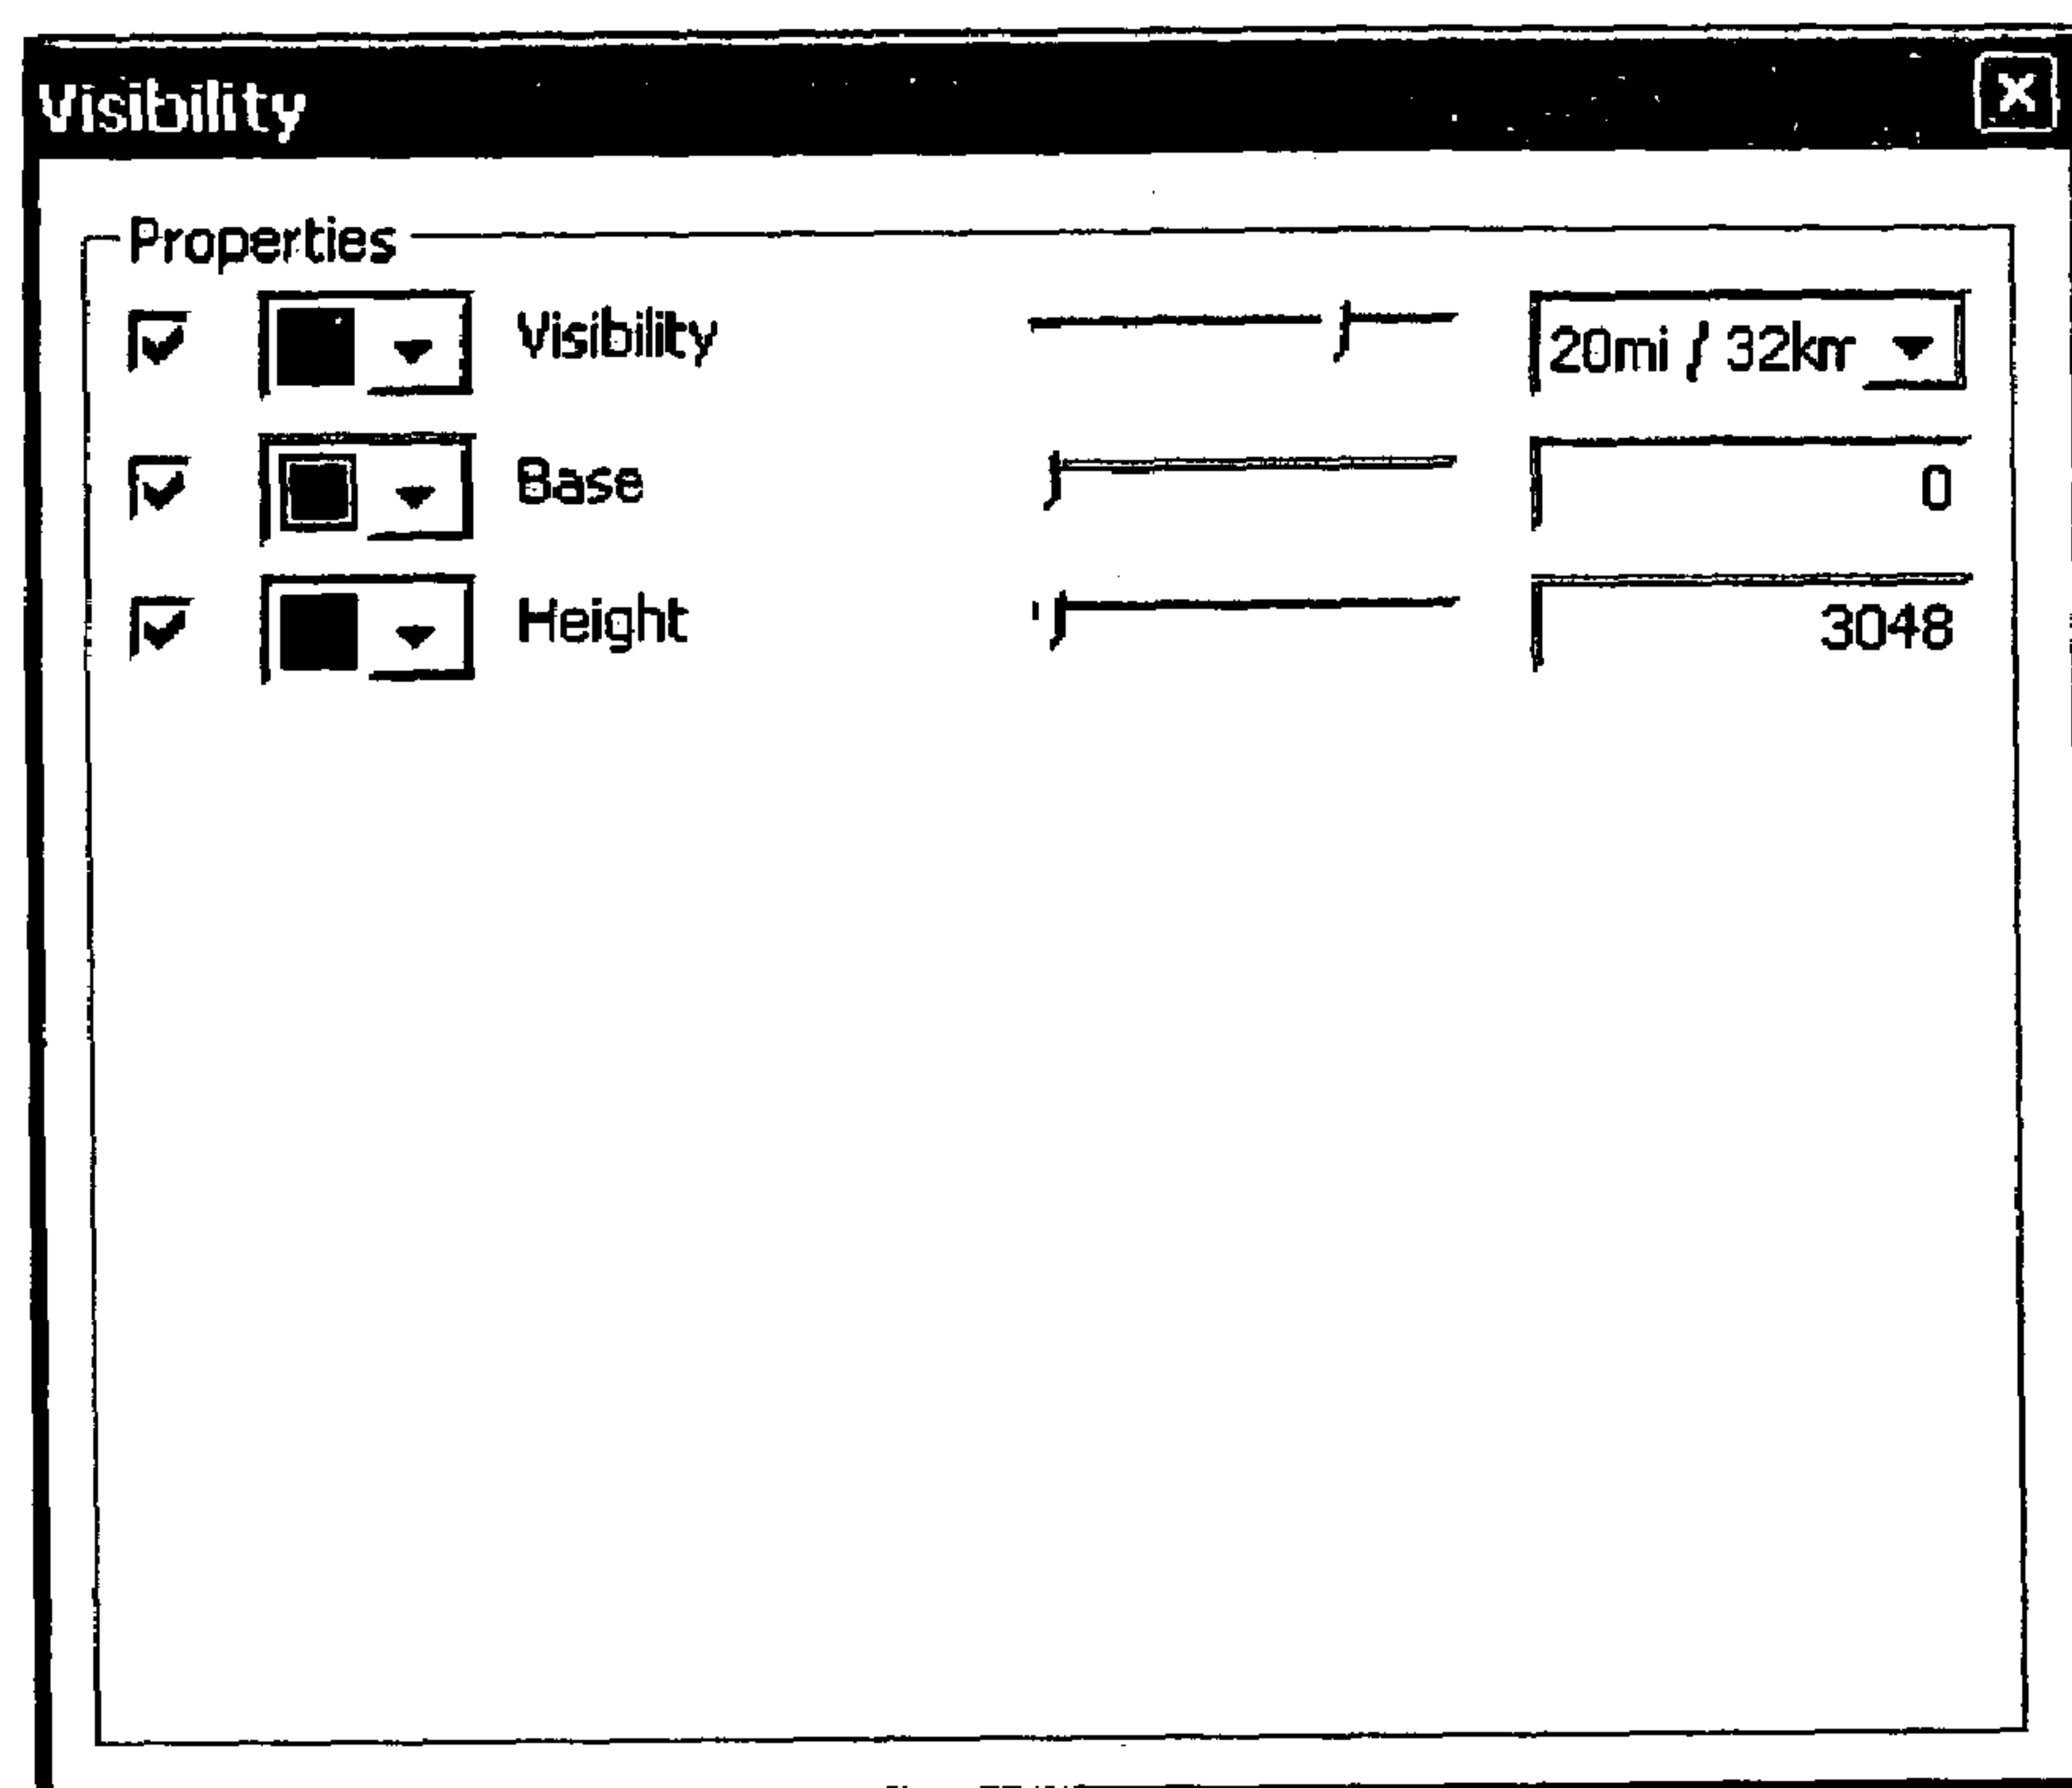 Visibility
Properties
Visibility 20mi / 32km
Base 0
Height 3048